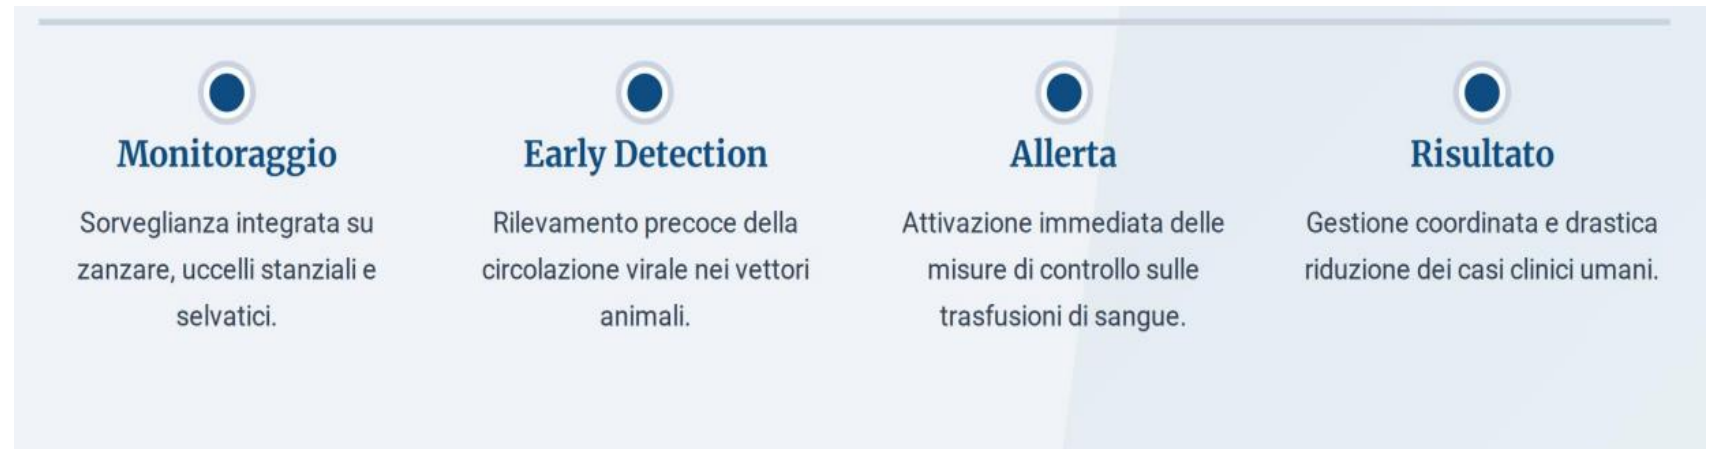 Monitoraggio
Sorveglianza integrata su
zanzare, uccelli stanziali e
selvatici.
Early Detection
Rilevamento precoce della
circolazione virale nei vettori
animali.
Allerta
Attivazione immediata delle
misure di controllo sulle
trasfusioni di sangue.
Risultato
Gestione coordinata e drastica
riduzione dei casi clinici umani.